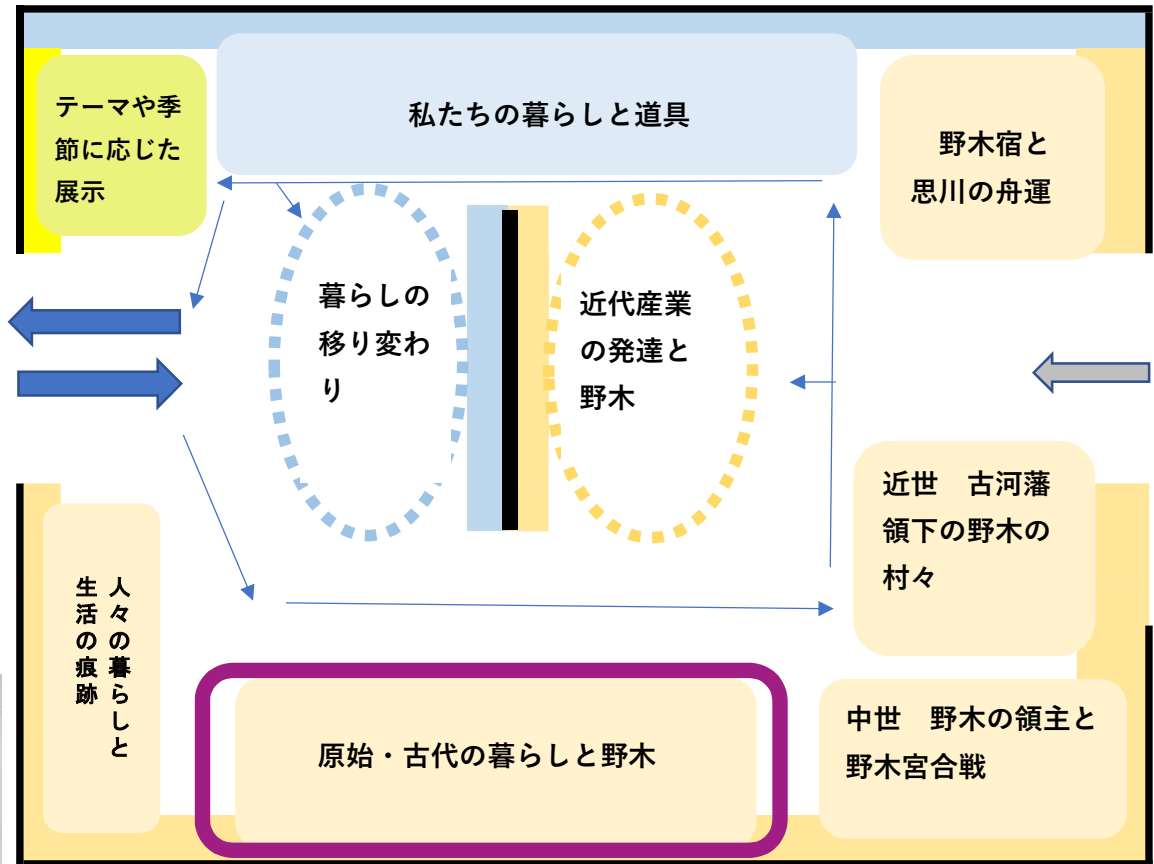 テーマや季
節に応じた
展示
私たちの暮らしと道具
野木宿と
思川の舟運
暮らしの
移り変わ
り
近代産業
の発達と
野木
近世　古河藩
領下の野木の
村々
人々の暮らしと
生活の痕跡
原始・古代の暮らしと野木
中世　野木の領主と
野木宮合戦